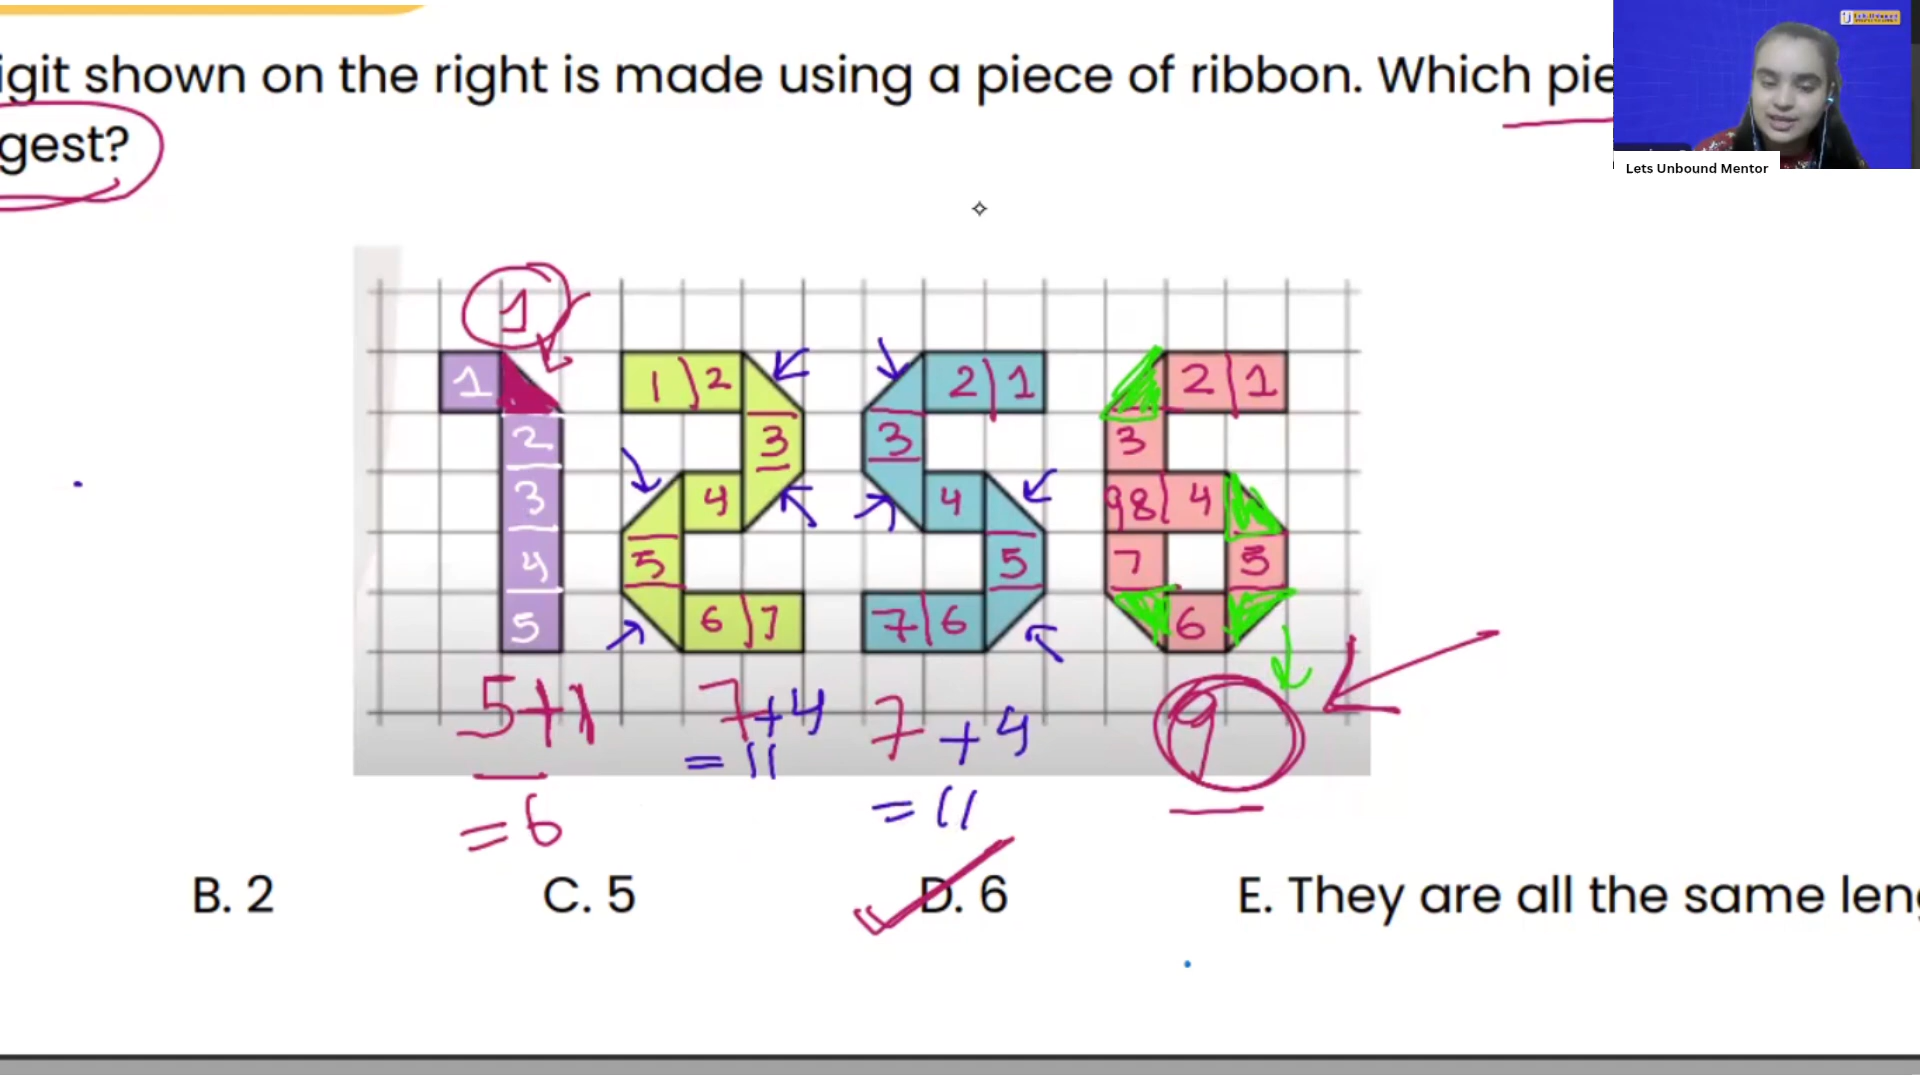 igit shown on the right is made using a piece of ribbon. Which pie
gest?
Lets Unbound Mentor
1
1 1 2 2 1 2 1
2 3 3 3
3 4 4 98 4
4 5 5 7 5
5 6 7 7 6 6
5+1 7+4 7+4 9
=11
=6 =11
B. 2 C. 5 D. 6 E. They are all the same leng